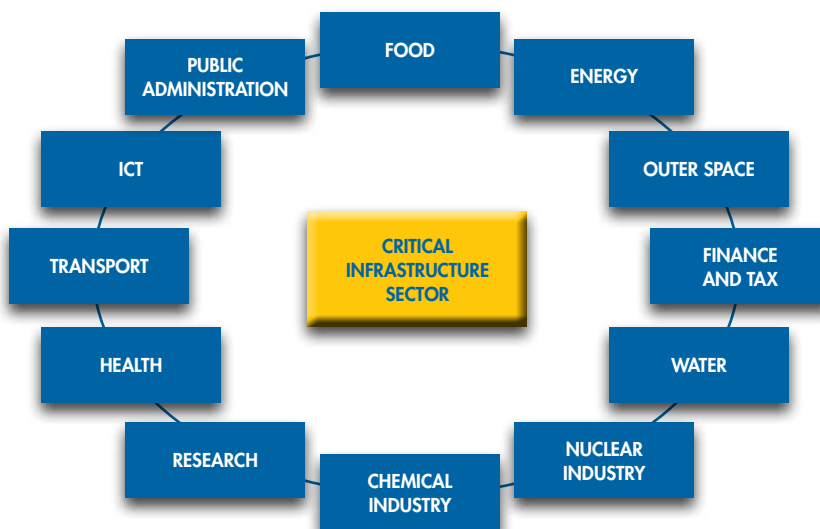 FOOD
ENERGY
OUTER SPACE
FINANCE
AND TAX
WATER
NUCLEAR
INDUSTRY
CHEMICAL
INDUSTRY
RESEARCH
HEALTH
TRANSPORT
ICT
PUBLIC
ADMINISTRATION
CRITICAL
INFRASTRUCTURE
SECTOR